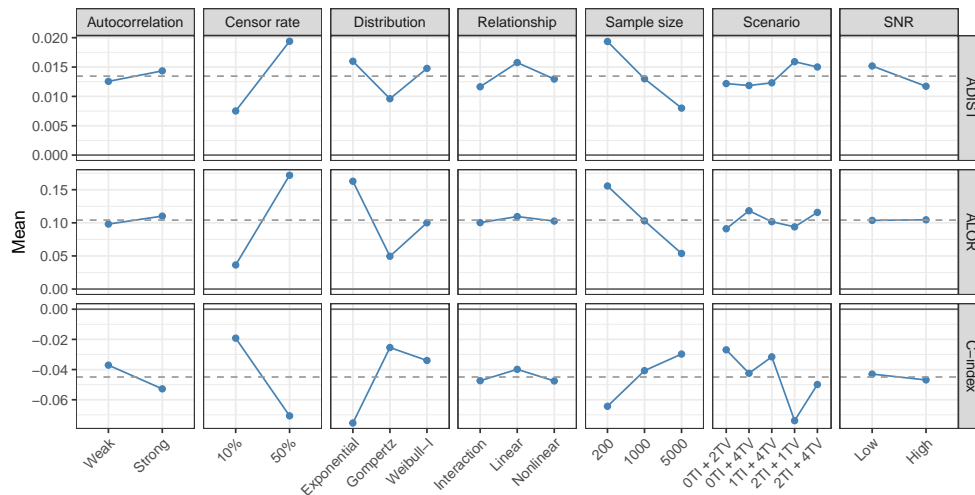 Autocorrelation Censor rate Distribution Relationship Sample size Scenario SNR
0.020
0.015
0.010
0.005
0.000
ADIST
0.15
0.10
0.05
0.00
ALOR
0.00
−0.02
−0.04
−0.06
C−index
Mean
Weak Strong 10% 50% Exponential Gompertz Weibull−I Interaction Linear Nonlinear 200 1000 5000 0TI + 2TV 0TI + 4TV 1TI + 4TV 2TI + 1TV 2TI + 4TV Low High